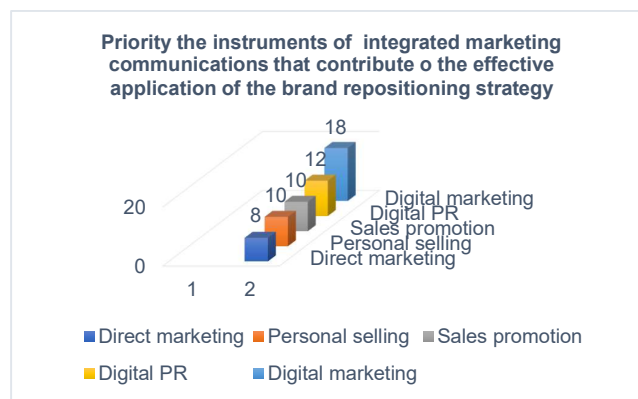 Priority the instruments of  integrated marketing
communications that contribute o the effective
application of the brand repositioning strategy
18
12
10
10
8
20
0
Digital marketing
Digital PR
Sales promotion
Personal selling
Direct marketing
1
2
Direct marketing
Personal selling
Sales promotion
Digital PR
Digital marketing